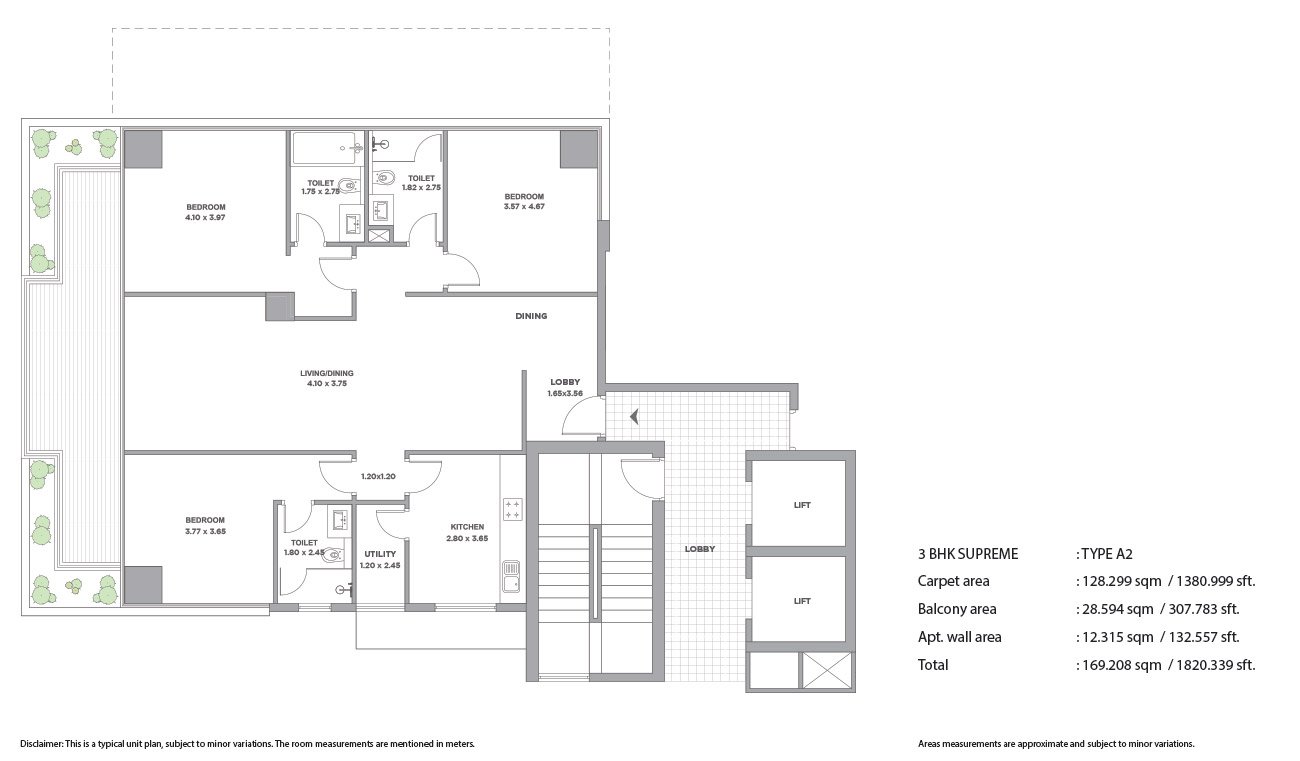 TOILET
1.75 x 2.75
TOILET
1.82 x 2.75
BEDROOM
4.10 x 3.97
BEDROOM
3.57 x 4.67
DINING
LIVING/DINING
4.10 x 3.75
LOBBY
1.65x3.56
1.20x1.20
BEDROOM
3.77 x 3.65
TOILET
1.80 x 2.45
UTILITY
1.20 x 2.45
KITCHEN
2.80 x 3.65
LOBBY
LIFT
LIFT
3 BHK SUPREME : TYPE A2
Carpet area : 128.299 sqm / 1380.999 sft.
Balcony area : 28.594 sqm / 307.783 sft.
Apt. wall area : 12.315 sqm / 132.557 sft.
Total : 169.208 sqm / 1820.339 sft.
Disclaimer: This is a typical unit plan, subject to minor variations. The room measurements are mentioned in meters.
Areas measurements are approximate and subject to minor variations.